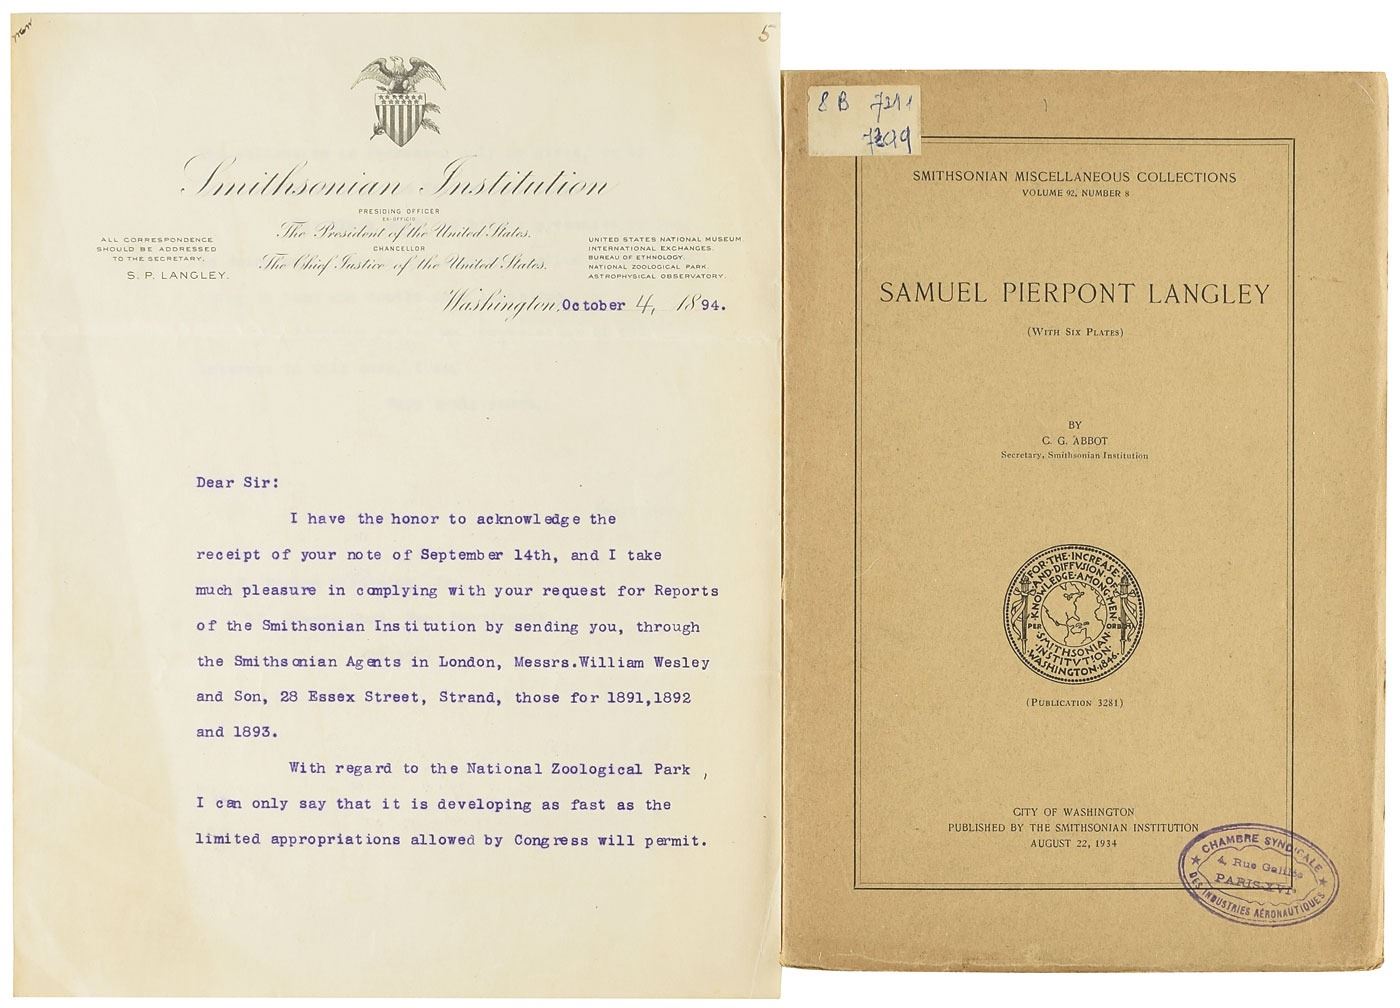 5
Smithsonian Institution
PRESIDING OFFICER
EX-OFFICIO
The President of the United States.
CHANCELLOR
The Chief Justice of the United States.
ALL CORRESPONDENCE
SHOULD BE ADDRESSED
TO THE SECRETARY,
S. P. LANGLEY.
UNITED STATES NATIONAL MUSEUM.
INTERNATIONAL EXCHANGES.
BUREAU OF ETHNOLOGY.
NATIONAL ZOOLOGICAL PARK.
ASTROPHYSICAL OBSERVATORY.
Washington, October 4, 1894.
Dear Sir:
I have the honor to acknowledge the
receipt of your note of September 14th, and I take
much pleasure in complying with your request for Reports
of the Smithsonian Institution by sending you, through
the Smithsonian Agents in London, Messrs.William Wesley
and Son, 28 Essex Street, Strand, those for 1891,1892
and 1893.
With regard to the National Zoological Park ,
I can only say that it is developing as fast as the
limited appropriations allowed by Congress will permit.
8 B
SMITHSONIAN MISCELLANEOUS COLLECTIONS
VOLUME 92, NUMBER 8
SAMUEL PIERPONT LANGLEY
(WITH SIX PLATES)
BY
C. G. ABBOT
Secretary, Smithsonian Institution
FOR·THE·INCREASE
AND·DIFFVSION·OF
KNOWLEDGE·AMONG·MEN
PER ORBEM
SMITHSONIAN
INSTITVTION
WASHINGTON·1846
(PUBLICATION 3281)
CITY OF WASHINGTON
PUBLISHED BY THE SMITHSONIAN INSTITUTION
AUGUST 22, 1934
CHAMBRE SYNDICALE
4, Rue Galilée
PARIS-XVIe
DES INDUSTRIES AÉRONAUTIQUES